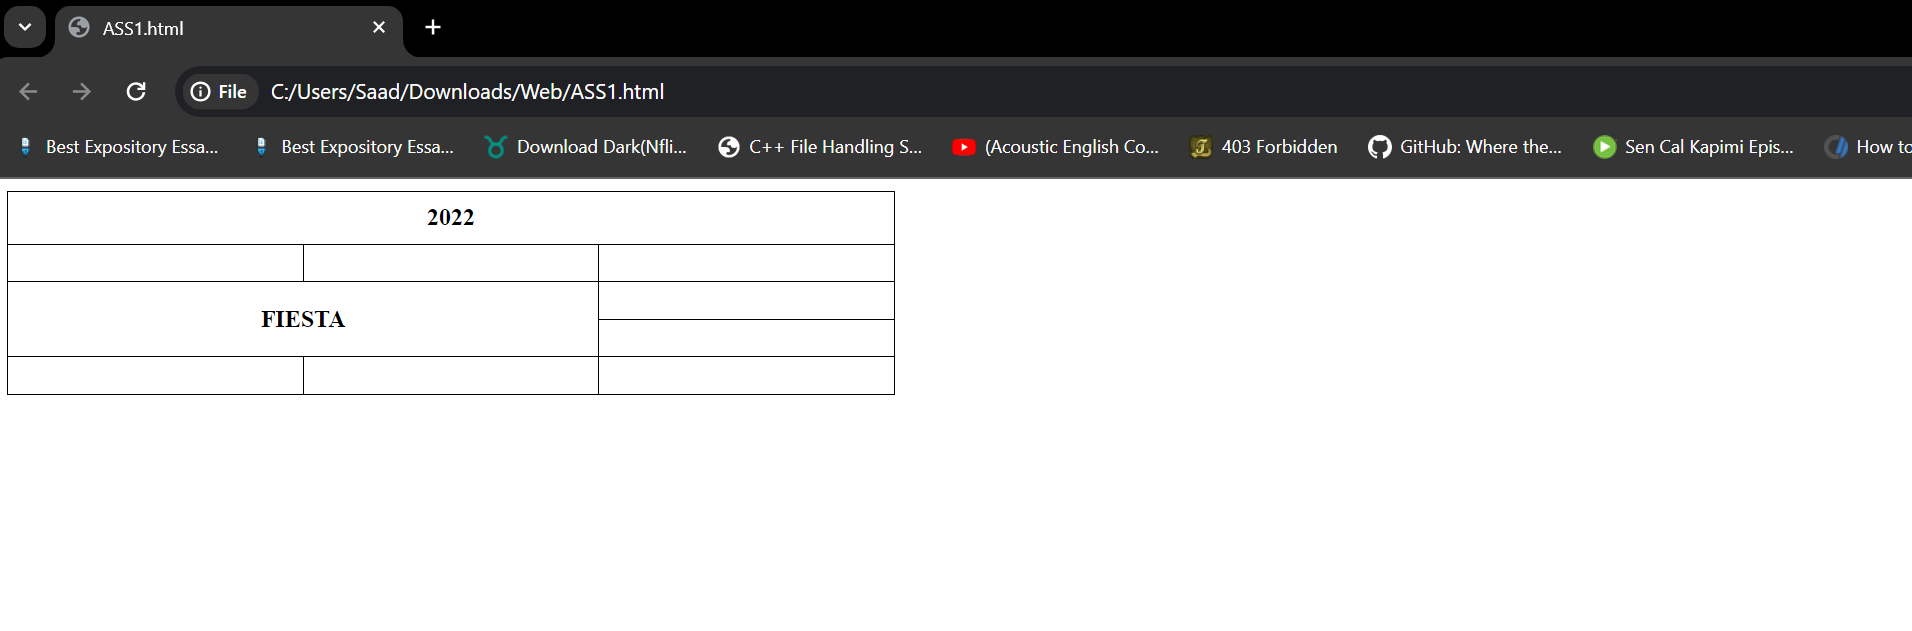 ASS1.html
File C:/Users/Saad/Downloads/Web/ASS1.html
Best Expository Essa... Best Expository Essa... Download Dark(Nfli... C++ File Handling S... (Acoustic English Co... 403 Forbidden GitHub: Where the... Sen Cal Kapimi Epis... How to
2022
FIESTA